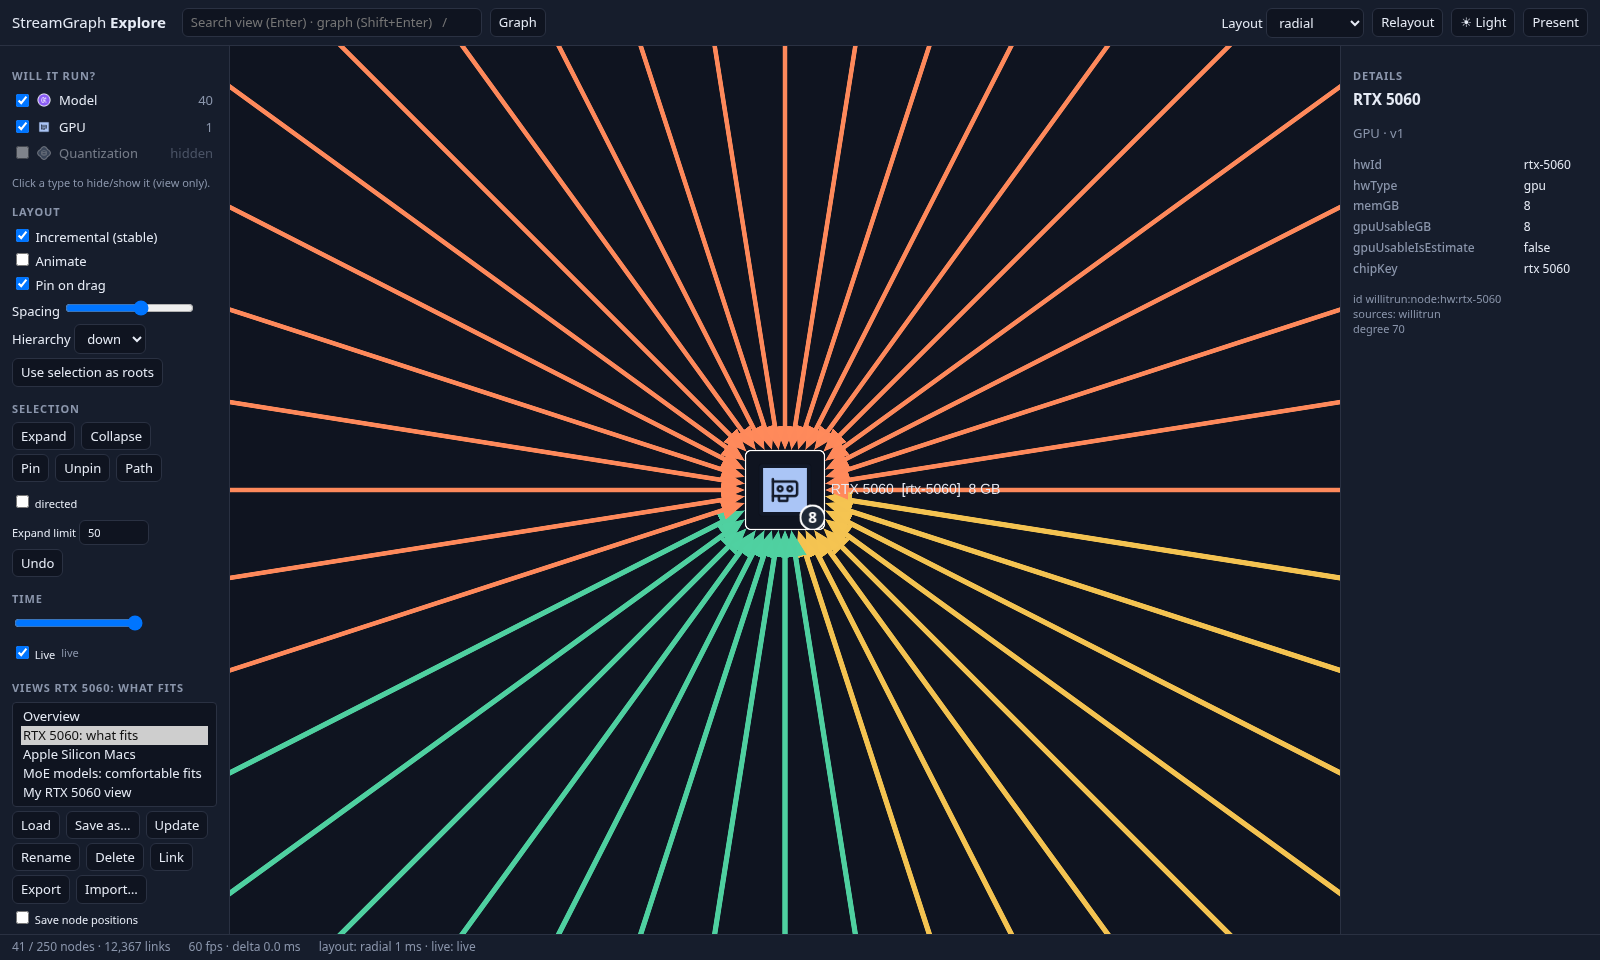 StreamGraph Explore
Search view (Enter) · graph (Shift+Enter) /
Graph
Layout radial
Relayout
☀ Light
Present
WILL IT RUN?
Model 40
GPU 1
Quantization hidden
Click a type to hide/show it (view only).
LAYOUT
Incremental (stable)
Animate
Pin on drag
Spacing
Hierarchy down
Use selection as roots
SELECTION
Expand Collapse
Pin Unpin Path
directed
Expand limit 50
Undo
TIME
Live live
VIEWS RTX 5060: WHAT FITS
Overview
RTX 5060: what fits
Apple Silicon Macs
MoE models: comfortable fits
My RTX 5060 view
Load Save as... Update
Rename Delete Link
Export Import...
Save node positions
RTX 5060 [rtx-5060] 8 GB
8
DETAILS
RTX 5060
GPU · v1
hwId rtx-5060
hwType gpu
memGB 8
gpuUsableGB 8
gpuUsableIsEstimate false
chipKey rtx 5060
id willitrun:node:hw:rtx-5060
sources: willitrun
degree 70
41 / 250 nodes · 12,367 links 60 fps · delta 0.0 ms layout: radial 1 ms · live: live